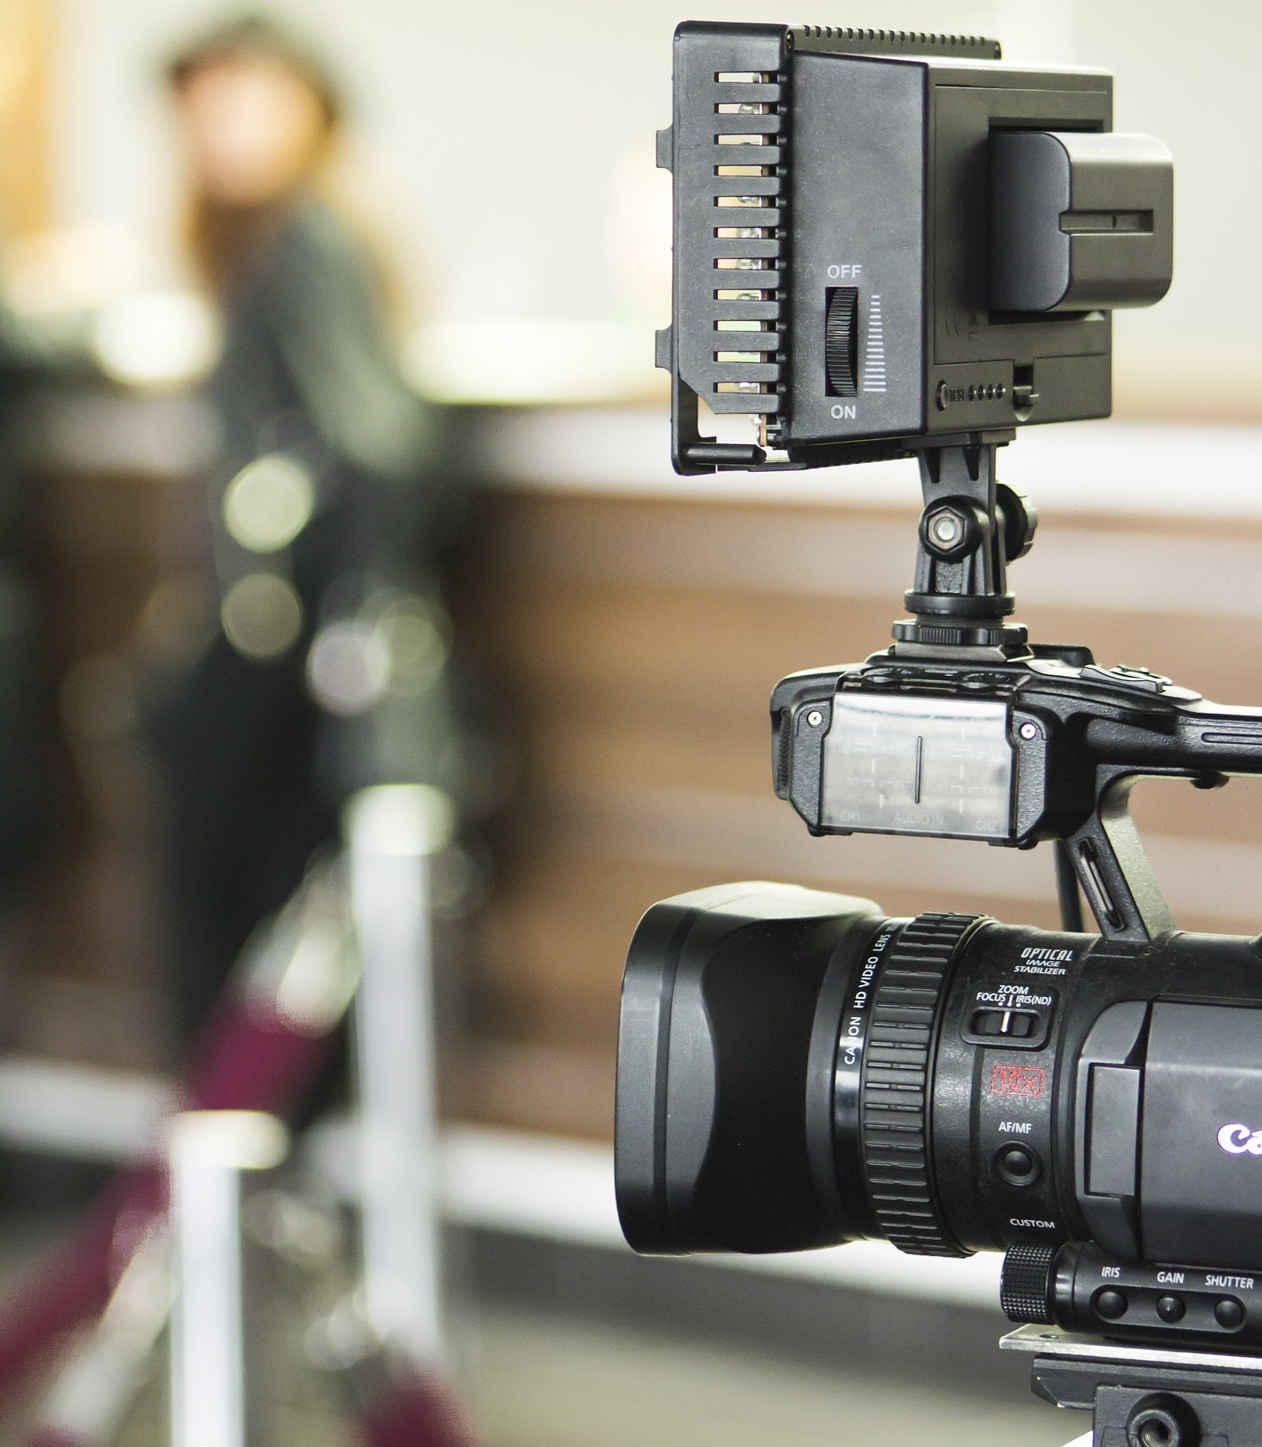 OFF
ON
CH1 AUDIO IN CH2
CANON HD VIDEO LENS
OPTICAL
IMAGE
STABILIZER
ZOOM
FOCUS IRIS(ND)
10x
AF/MF
CUSTOM
IRIS GAIN SHUTTER